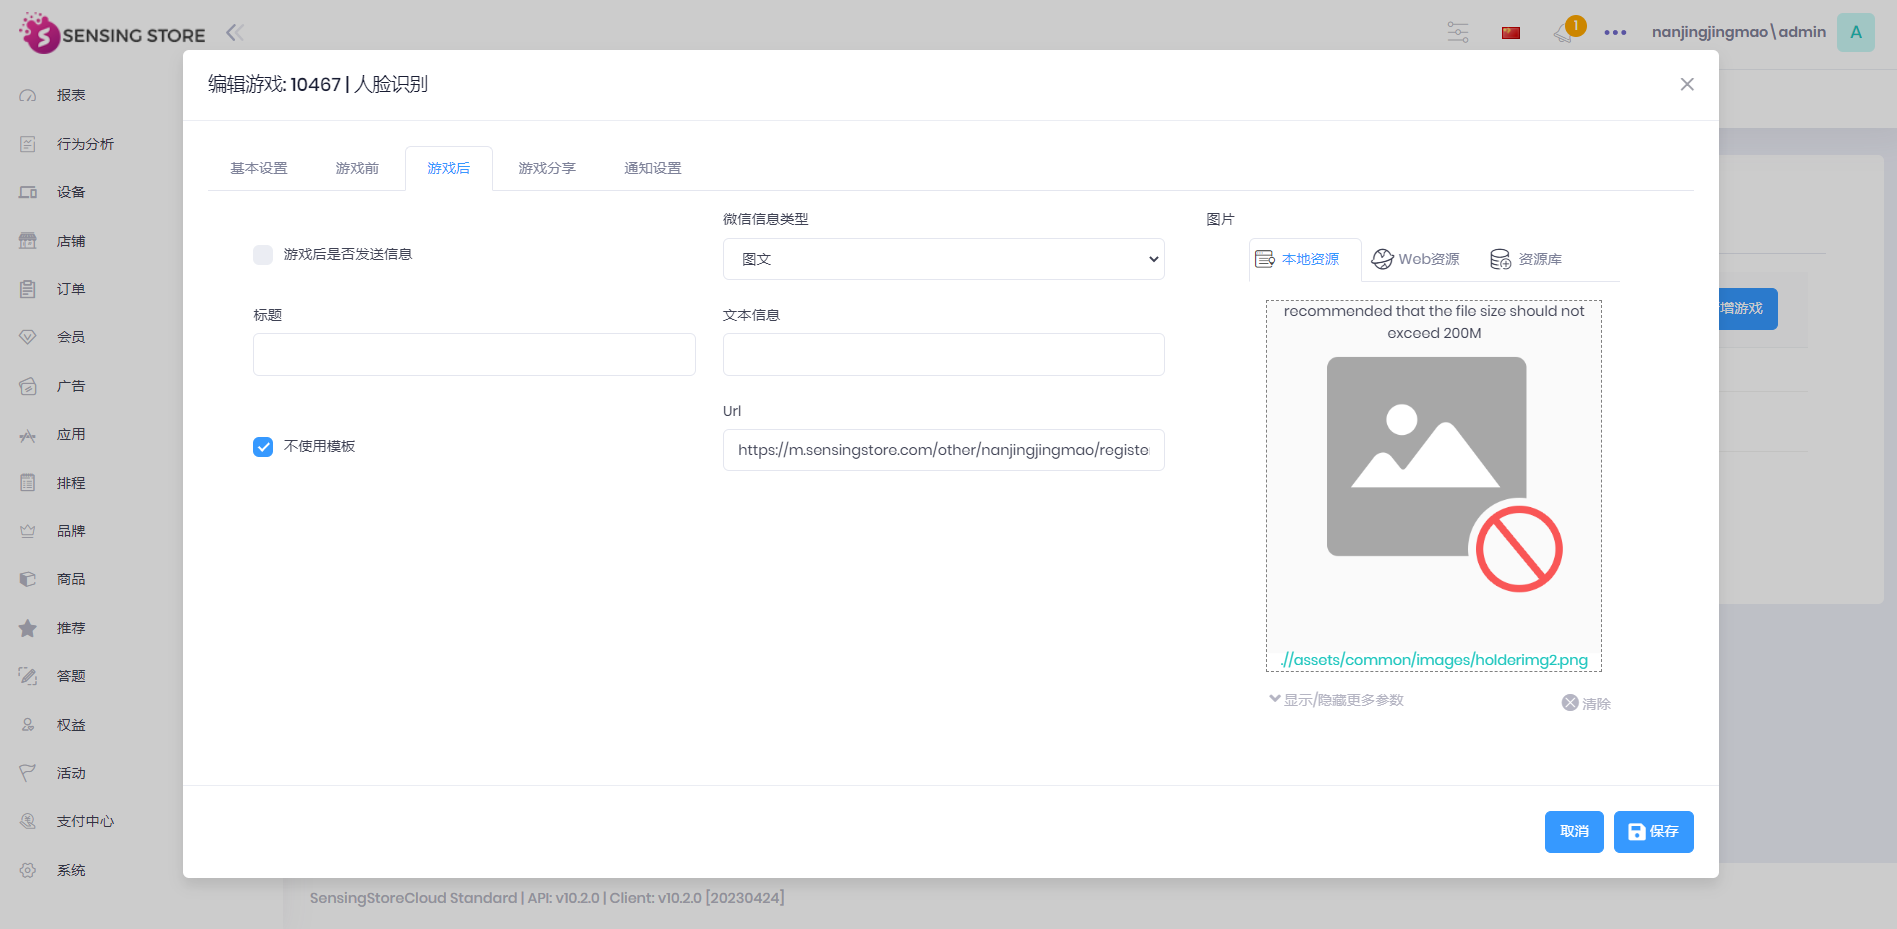 SENSING STORE
1
nanjingjingmao\admin
A
报表
行为分析
设备
店铺
订单
会员
广告
应用
排程
品牌
商品
推荐
答题
权益
活动
支付中心
系统
编辑游戏: 10467 | 人脸识别
基本设置
游戏前
游戏后
游戏分享
通知设置
游戏后是否发送信息
微信信息类型
图文
标题
文本信息
不使用模板
Url
https://m.sensingstore.com/other/nanjingjingmao/registe
图片
本地资源
Web资源
资源库
recommended that the file size should not
exceed 200M
.//assets/common/images/holderimg2.png
显示/隐藏更多参数
清除
增游戏
取消
保存
SensingStoreCloud Standard | API: v10.2.0 | Client: v10.2.0 [20230424]